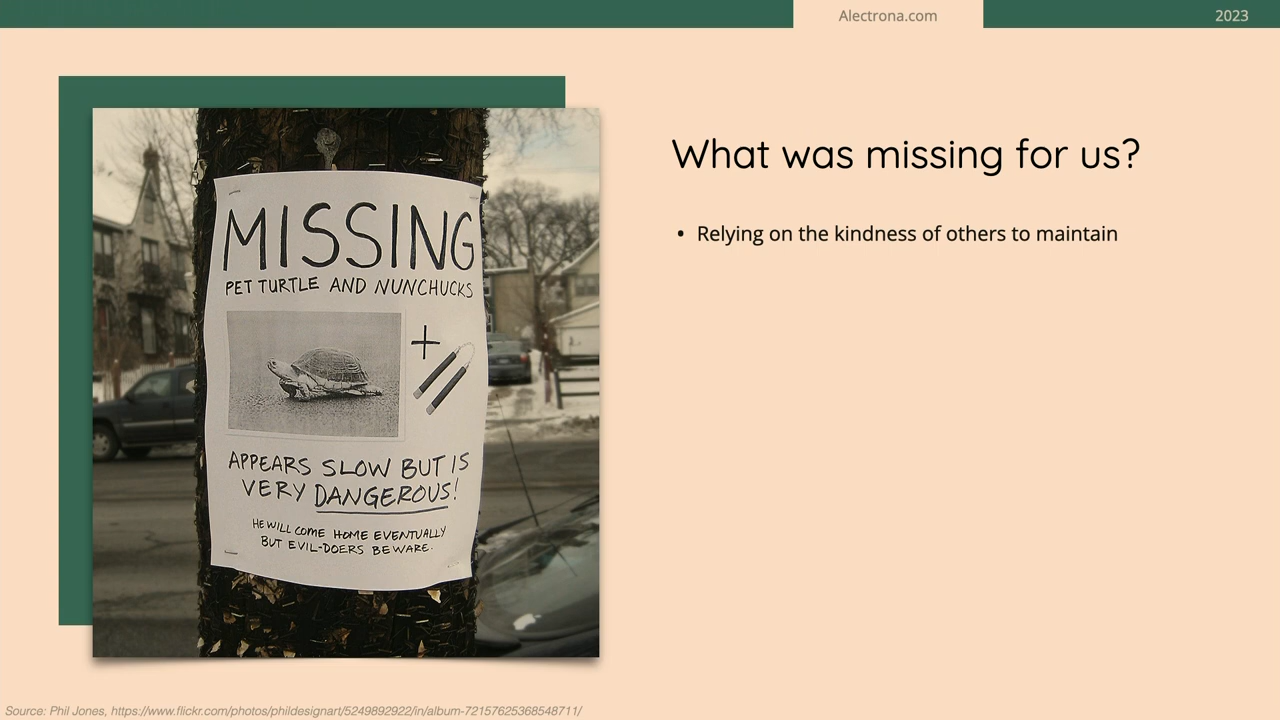 Alectrona.com
2023
MISSING
PET TURTLE AND NUNCHUCKS
+
APPEARS SLOW BUT IS
VERY DANGEROUS!
HE WILL COME HOME EVENTUALLY
BUT EVIL-DOERS BEWARE.
What was missing for us?
• Relying on the kindness of others to maintain
Source: Phil Jones, https://www.flickr.com/photos/phildesignart/5249892922/in/album-72157625368548711/